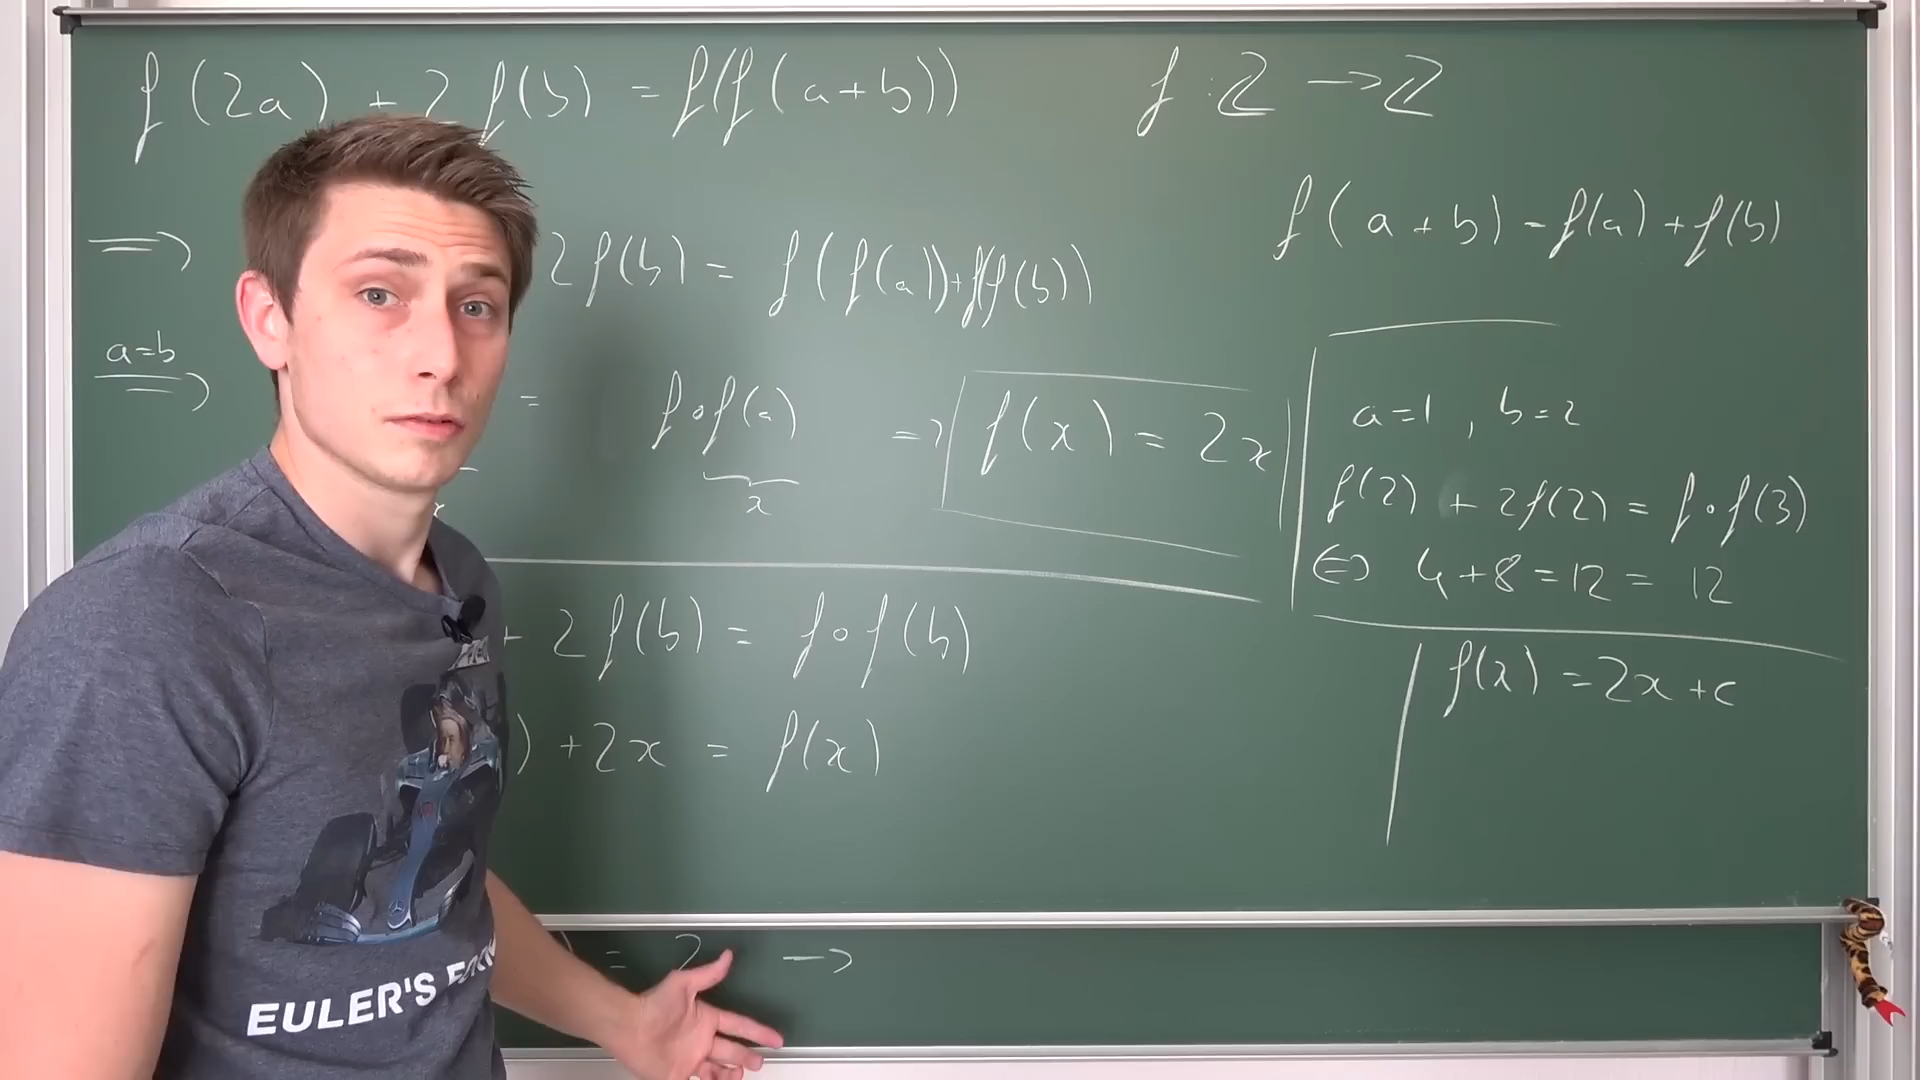 f(2a) + 2f(b) = f(f(a+b))
f: ℤ → ℤ
f(a+b) = f(a) + f(b)
⇒ 2f(b) = f(f(a))+f(f(b))
a=b
⇒ = f∘f(a) ⇒ f(x) = 2x
x
a=1, b=2
f(2) + 2f(2) = f∘f(3)
⇔ 4+8=12 = 12
+ 2f(b) = f∘f(b)
) + 2x = f(x)
f(x) = 2x + c
) = 2 →
EULER'S